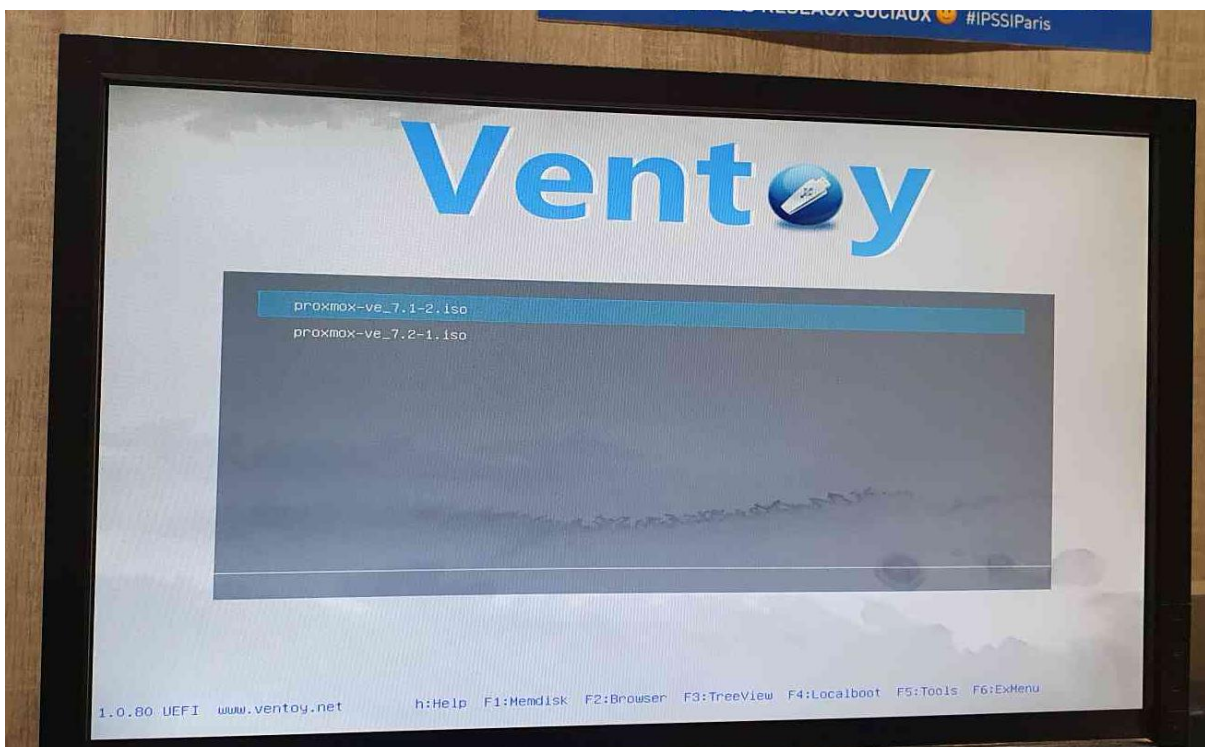 RÉSEAUX SOCIAUX 🙂 #IPSSIParis
Ventoy
proxmox-ve_7.1-2.iso
proxmox-ve_7.2-1.iso
1.0.80 UEFI www.ventoy.net h:Help F1:Memdisk F2:Browser F3:TreeView F4:Localboot F5:Tools F6:ExMenu